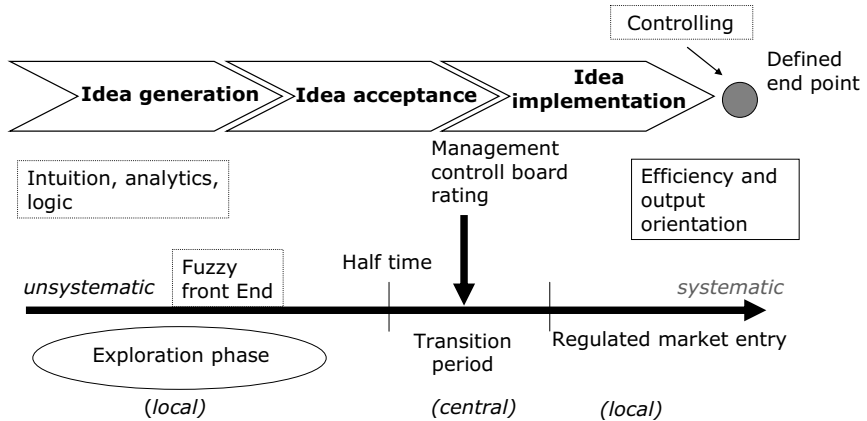 Controlling
Defined
end point
Idea generation
Idea acceptance
Idea
implementation
Management
controll board
rating
Intuition, analytics,
logic
Efficiency and
output
orientation
Half time
Fuzzy
front End
unsystematic
systematic
Exploration phase
Transition
period
Regulated market entry
(local)
(central)
(local)